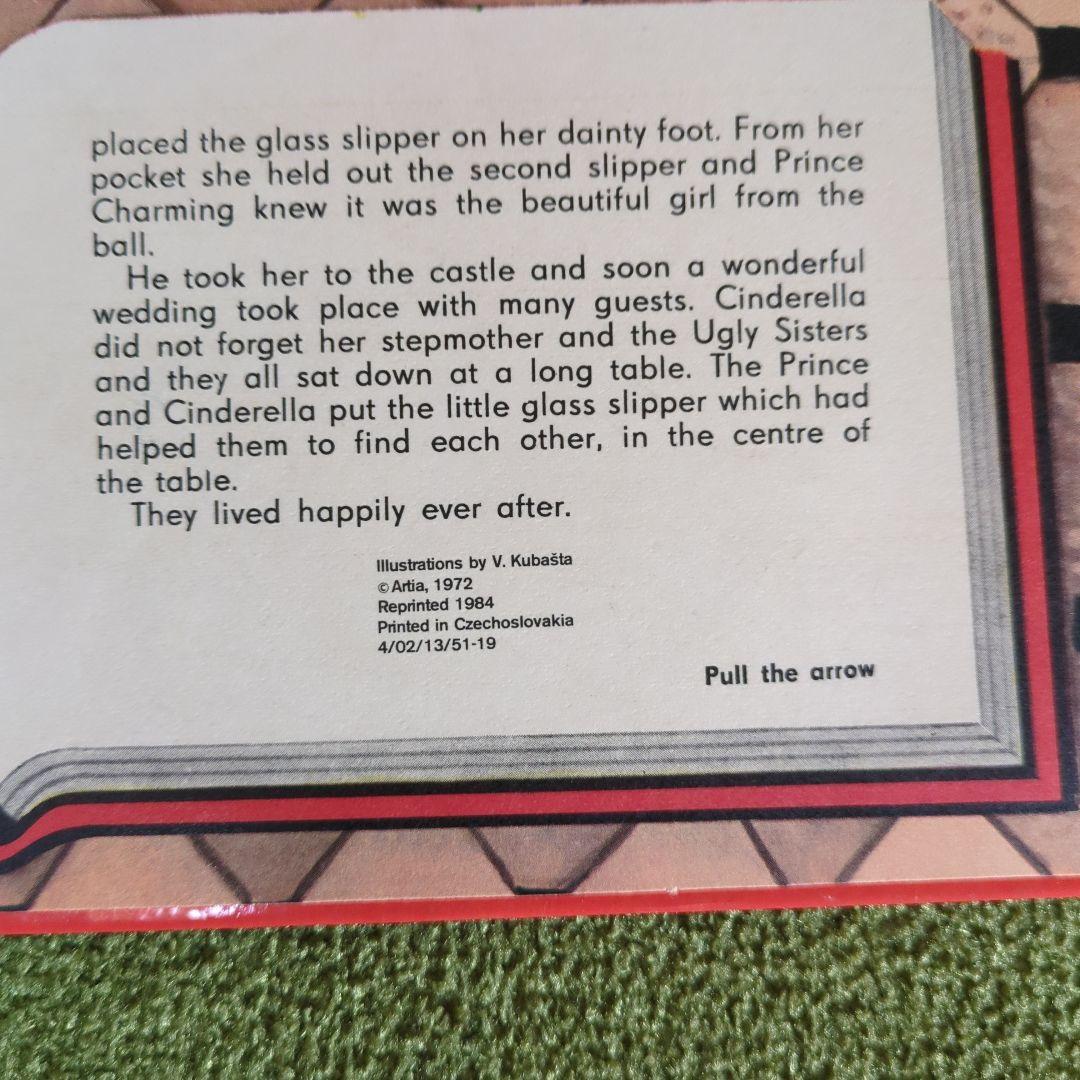 placed the glass slipper on her dainty foot. From her
pocket she held out the second slipper and Prince
Charming knew it was the beautiful girl from the
ball.
He took her to the castle and soon a wonderful
wedding took place with many guests. Cinderella
did not forget her stepmother and the Ugly Sisters
and they all sat down at a long table. The Prince
and Cinderella put the little glass slipper which had
helped them to find each other, in the centre of
the table.
They lived happily ever after.
Illustrations by V. Kubašta
© Artia, 1972
Reprinted 1984
Printed in Czechoslovakia
4/02/13/51-19
Pull the arrow